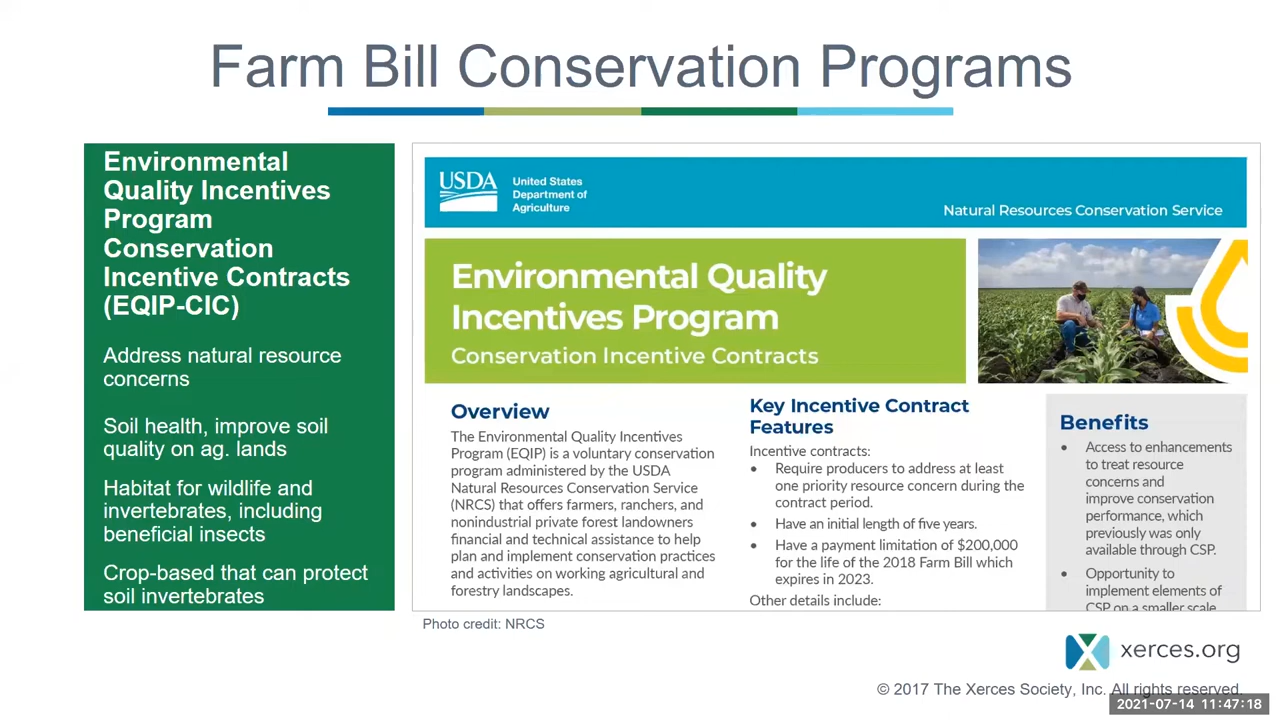 Farm Bill Conservation Programs
Environmental
Quality Incentives
Program
Conservation
Incentive Contracts
(EQIP-CIC)
Address natural resource
concerns
Soil health, improve soil
quality on ag. lands
Habitat for wildlife and
invertebrates, including
beneficial insects
Crop-based that can protect
soil invertebrates
USDA
United States
Department of
Agriculture
Natural Resources Conservation Service
Environmental Quality
Incentives Program
Conservation Incentive Contracts
Overview
The Environmental Quality Incentives
Program (EQIP) is a voluntary conservation
program administered by the USDA
Natural Resources Conservation Service
(NRCS) that offers farmers, ranchers, and
nonindustrial private forest landowners
financial and technical assistance to help
plan and implement conservation practices
and activities on working agricultural and
forestry landscapes.
Key Incentive Contract
Features
Incentive contracts:
• Require producers to address at least
one priority resource concern during the
contract period.
• Have an initial length of five years.
• Have a payment limitation of $200,000
for the life of the 2018 Farm Bill which
expires in 2023.
Other details include:
Benefits
• Access to enhancements
to treat resource
concerns and
improve conservation
performance, which
previously was only
available through CSP.
• Opportunity to
implement elements of
CSP on a smaller scale
Photo credit: NRCS
xerces.org
© 2017 The Xerces Society, Inc. All rights reserved.
2021-07-14 11:47:18